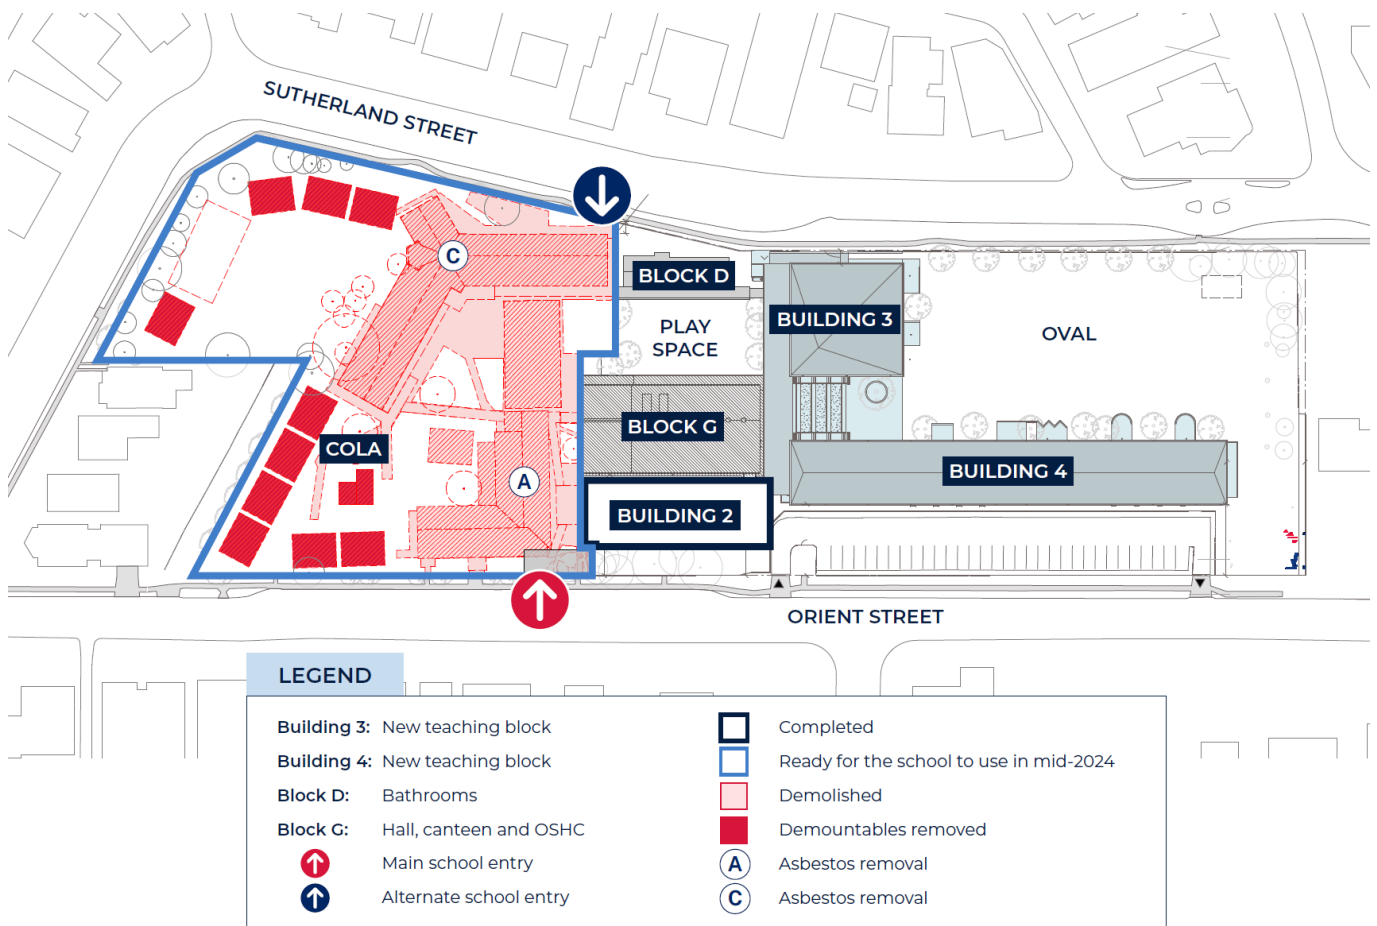 SUTHERLAND STREET
C
BLOCK D
BUILDING 3
PLAY
SPACE
OVAL
BLOCK G
COLA
BUILDING 4
A
BUILDING 2
ORIENT STREET
LEGEND
Building 3: New teaching block
Building 4: New teaching block
Block D: Bathrooms
Block G: Hall, canteen and OSHC
Main school entry
Alternate school entry
Completed
Ready for the school to use in mid-2024
Demolished
Demountables removed
A Asbestos removal
C Asbestos removal